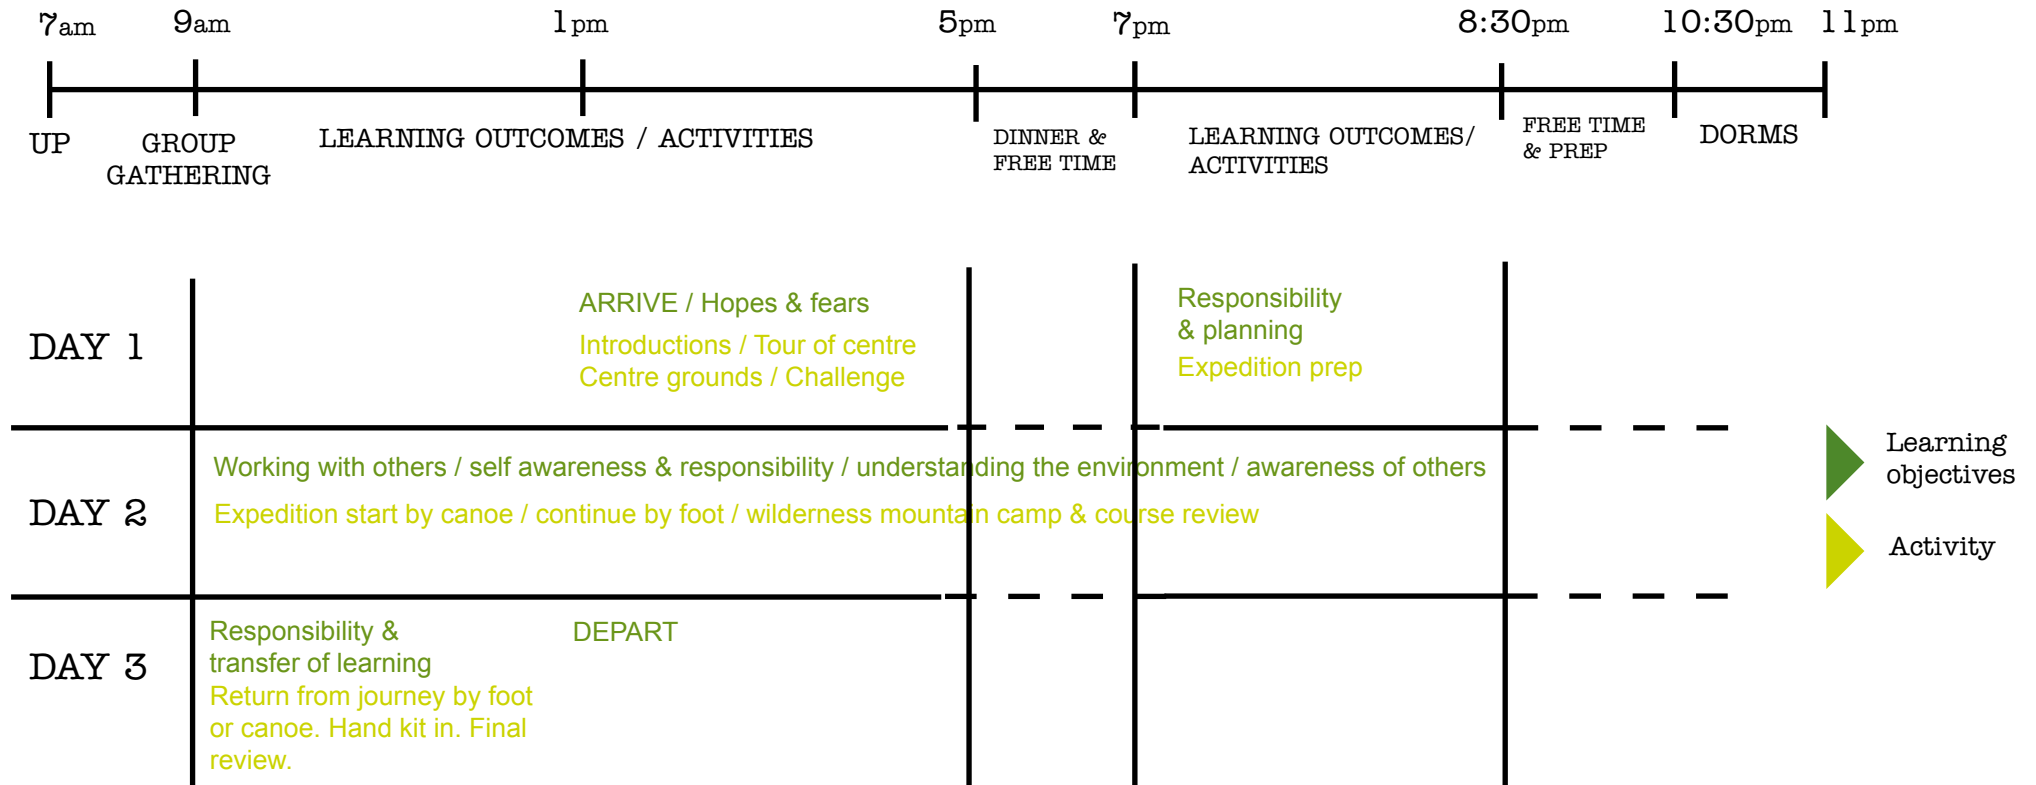 7am 9am 1pm 5pm 7pm 8:30pm 10:30pm 11pm
UP
GROUP
GATHERING
LEARNING OUTCOMES / ACTIVITIES
DINNER &
FREE TIME
LEARNING OUTCOMES/
ACTIVITIES
FREE TIME
& PREP
DORMS
DAY 1
ARRIVE / Hopes & fears
Introductions / Tour of centre
Centre grounds / Challenge
Responsibility
& planning
Expedition prep
DAY 2
Working with others / self awareness & responsibility / understanding the environment / awareness of others
Expedition start by canoe / continue by foot / wilderness mountain camp & course review
Learning
objectives
Activity
DAY 3
Responsibility &
transfer of learning
Return from journey by foot
or canoe. Hand kit in. Final
review.
DEPART